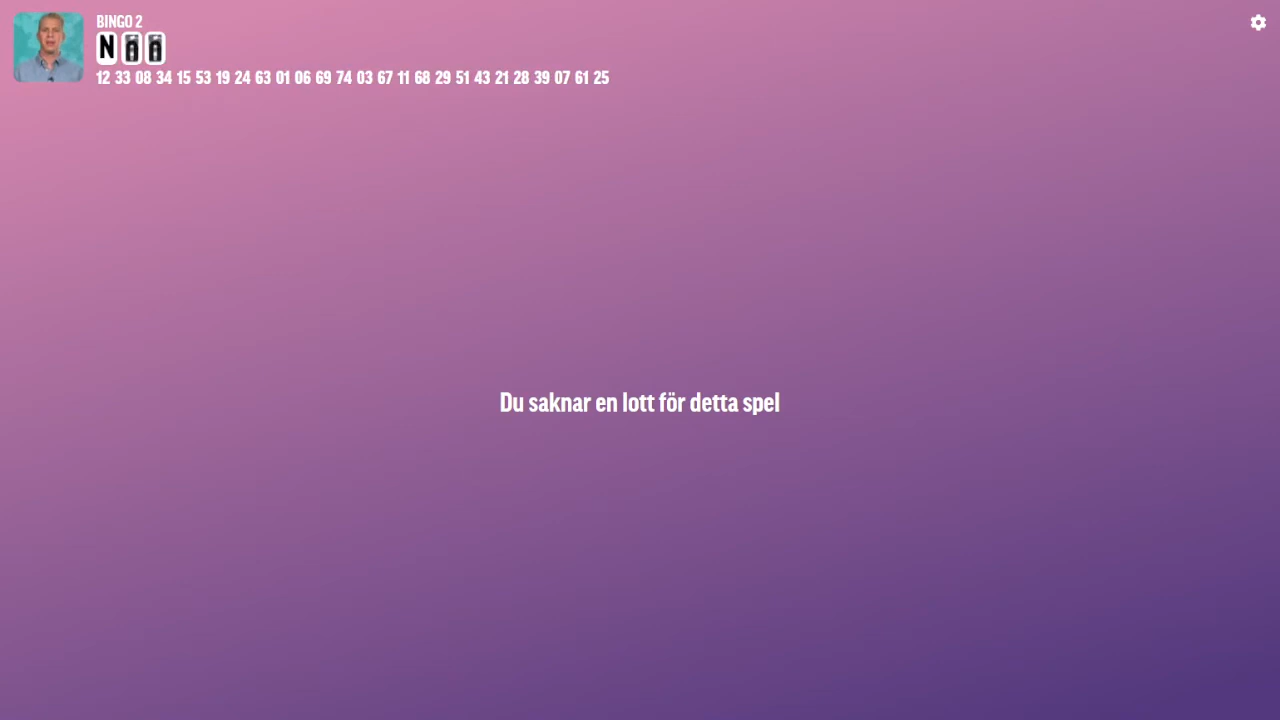 BINGO 2
N
12 33 08 34 15 53 19 24 63 01 06 69 74 03 67 11 68 29 51 43 21 28 39 07 61 25
Du saknar en lott för detta spel